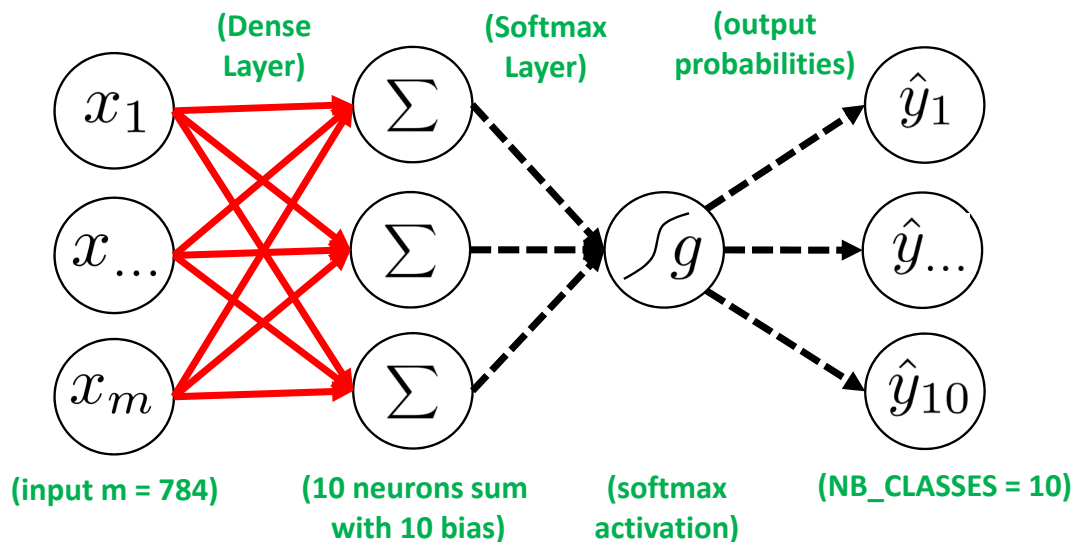 (Dense
Layer)
(Softmax
Layer)
(output
probabilities)
x₁
∑
ŷ₁
x...
∑
g
ŷ...
xₘ
∑
ŷ₁₀
(input m = 784)
(10 neurons sum
with 10 bias)
(softmax
activation)
(NB_CLASSES = 10)